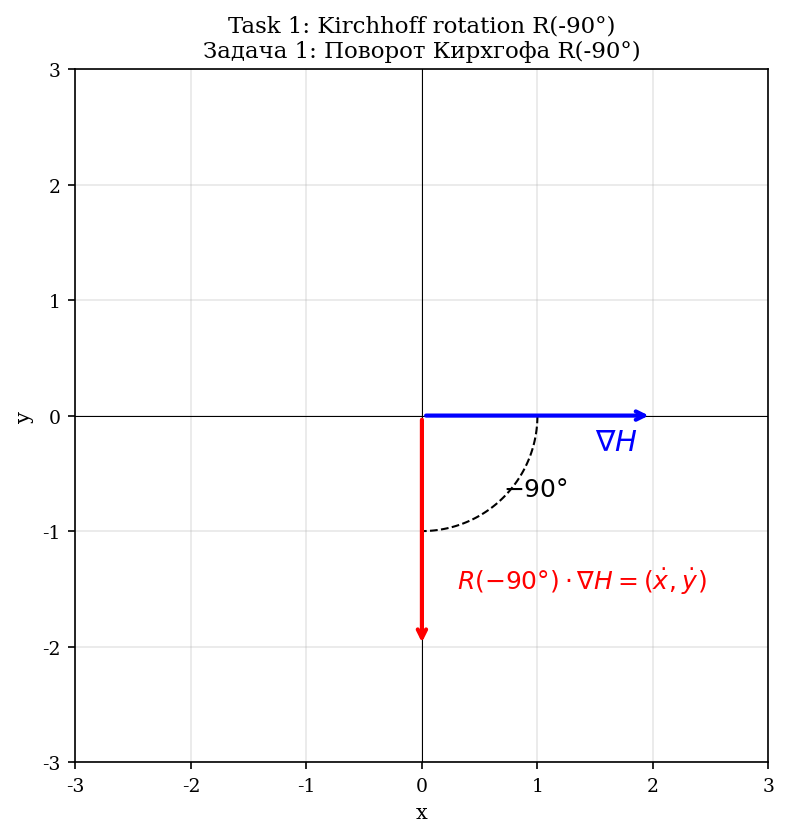 Task 1: Kirchhoff rotation R(-90°)
Задача 1: Поворот Кирхгофа R(-90°)
3
2
1
0
-1
-2
-3
y
∇H
−90°
R(−90°) · ∇H = (ẋ, ẏ)
-3 -2 -1 0 1 2 3
x